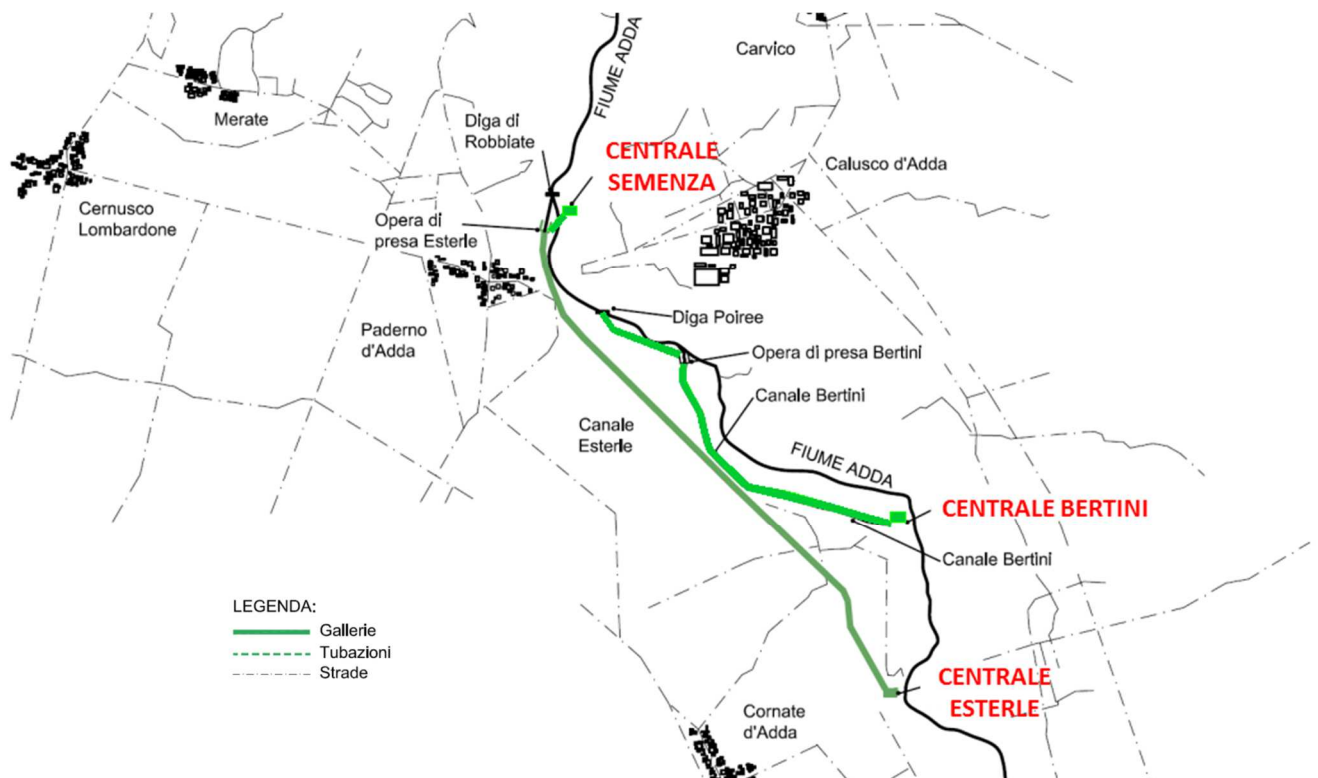 FIUME ADDA
Carvico
Merate
Diga di
Robbiate
CENTRALE
SEMENZA
Calusco d'Adda
Cernusco
Lombardone
Opera di
presa Esterle
Diga Poiree
Paderno
d'Adda
Opera di presa Bertini
Canale Bertini
Canale
Esterle
FIUME ADDA
CENTRALE BERTINI
Canale Bertini
LEGENDA:
Gallerie
Tubazioni
Strade
CENTRALE
ESTERLE
Cornate
d'Adda